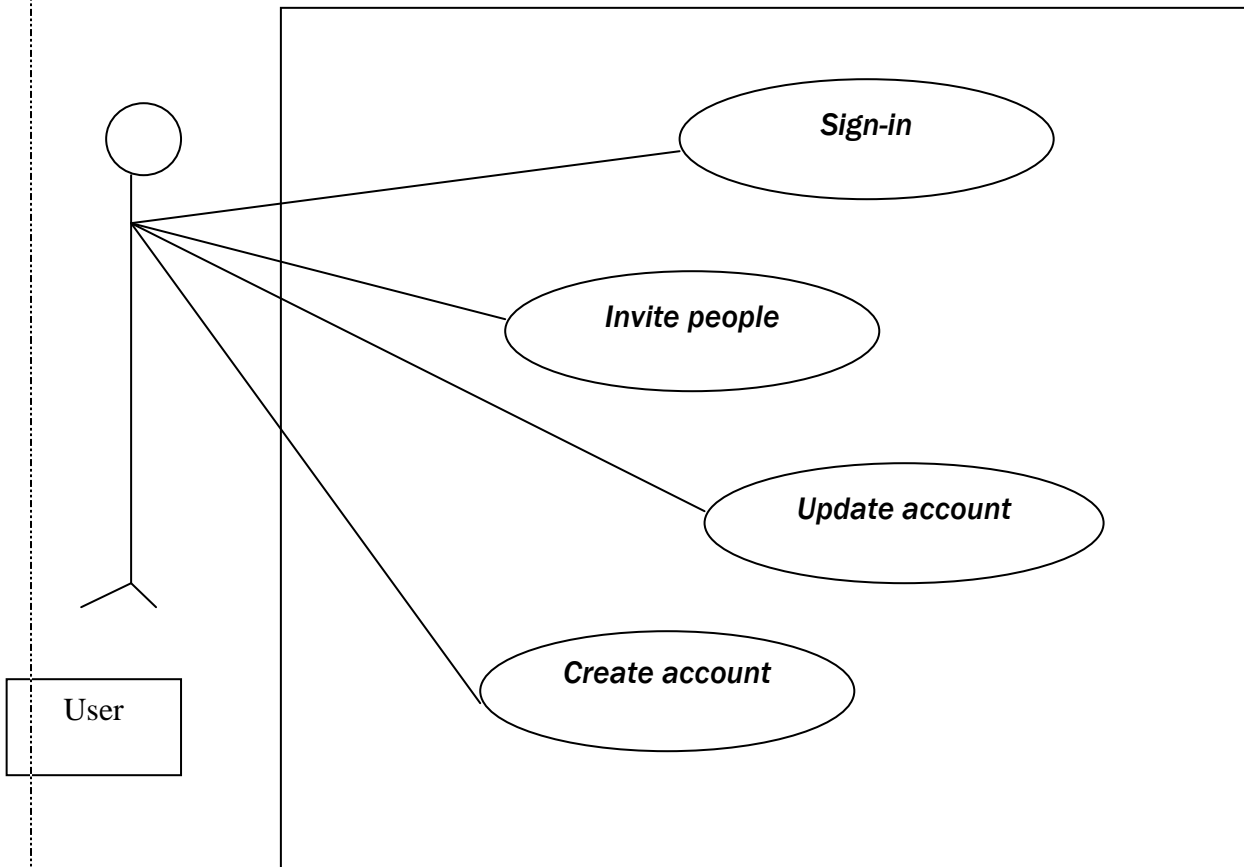 Sign-in
Invite people
Update account
Create account
User